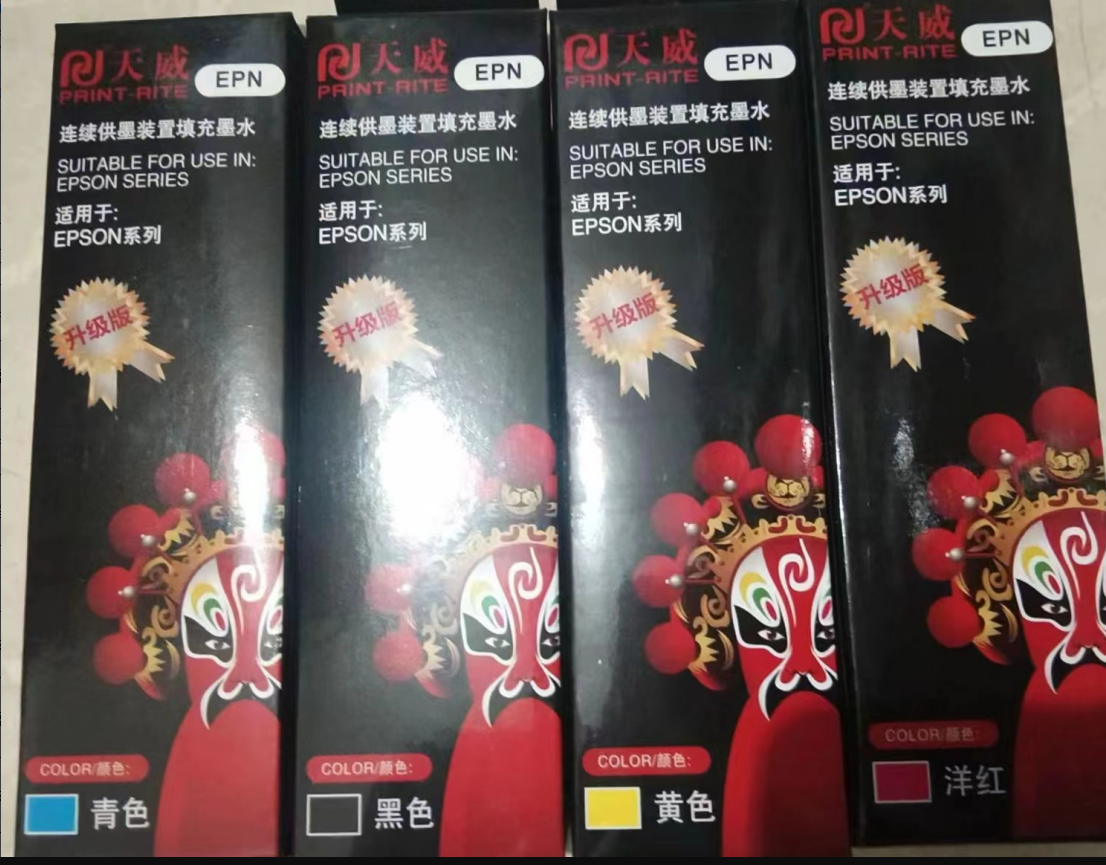 天威
PRINT-RITE
EPN
连续供墨装置填充墨水
SUITABLE FOR USE IN:
EPSON SERIES
适用于:
EPSON系列
升级版
COLOR/颜色:
青色
天威
PRINT-RITE
EPN
连续供墨装置填充墨水
SUITABLE FOR USE IN:
EPSON SERIES
适用于:
EPSON系列
升级版
COLOR/颜色:
黑色
天威
PRINT-RITE
EPN
连续供墨装置填充墨水
SUITABLE FOR USE IN:
EPSON SERIES
适用于:
EPSON系列
升级版
COLOR/颜色:
黄色
天威
PRINT-RITE
EPN
连续供墨装置填充墨水
SUITABLE FOR USE IN:
EPSON SERIES
适用于:
EPSON系列
升级版
COLOR/颜色:
洋红